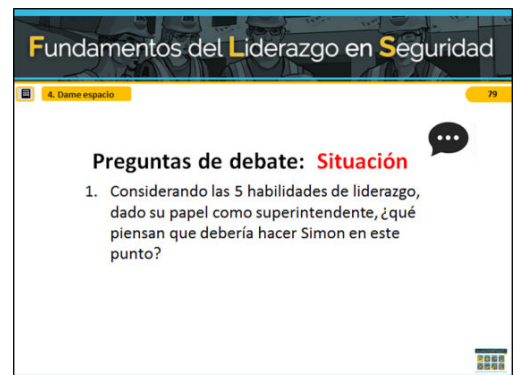 Fundamentos del Liderazgo en Seguridad
4. Dame espacio
79
Preguntas de debate: Situación
1. Considerando las 5 habilidades de liderazgo,
dado su papel como superintendente, ¿qué
piensan que debería hacer Simon en este
punto?